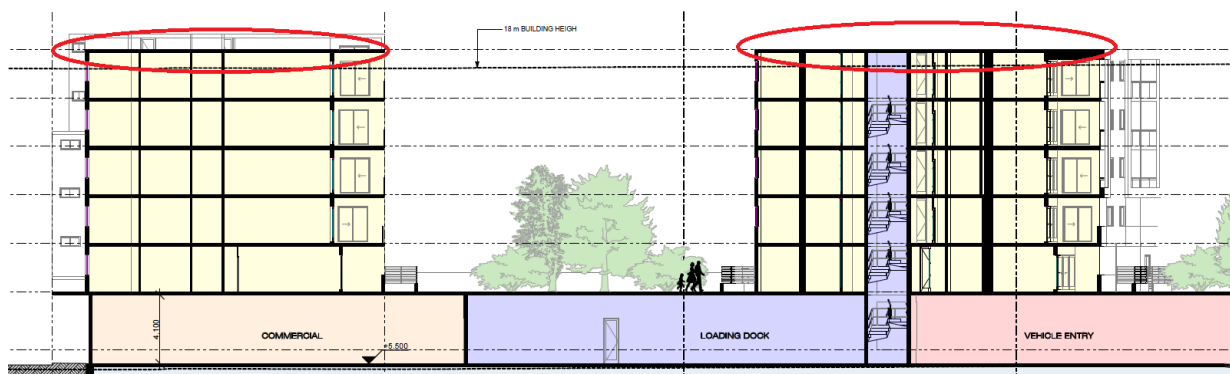 18 m BUILDING HEIGH
4.100
COMMERCIAL
LOADING DOCK
VEHICLE ENTRY
+5.500